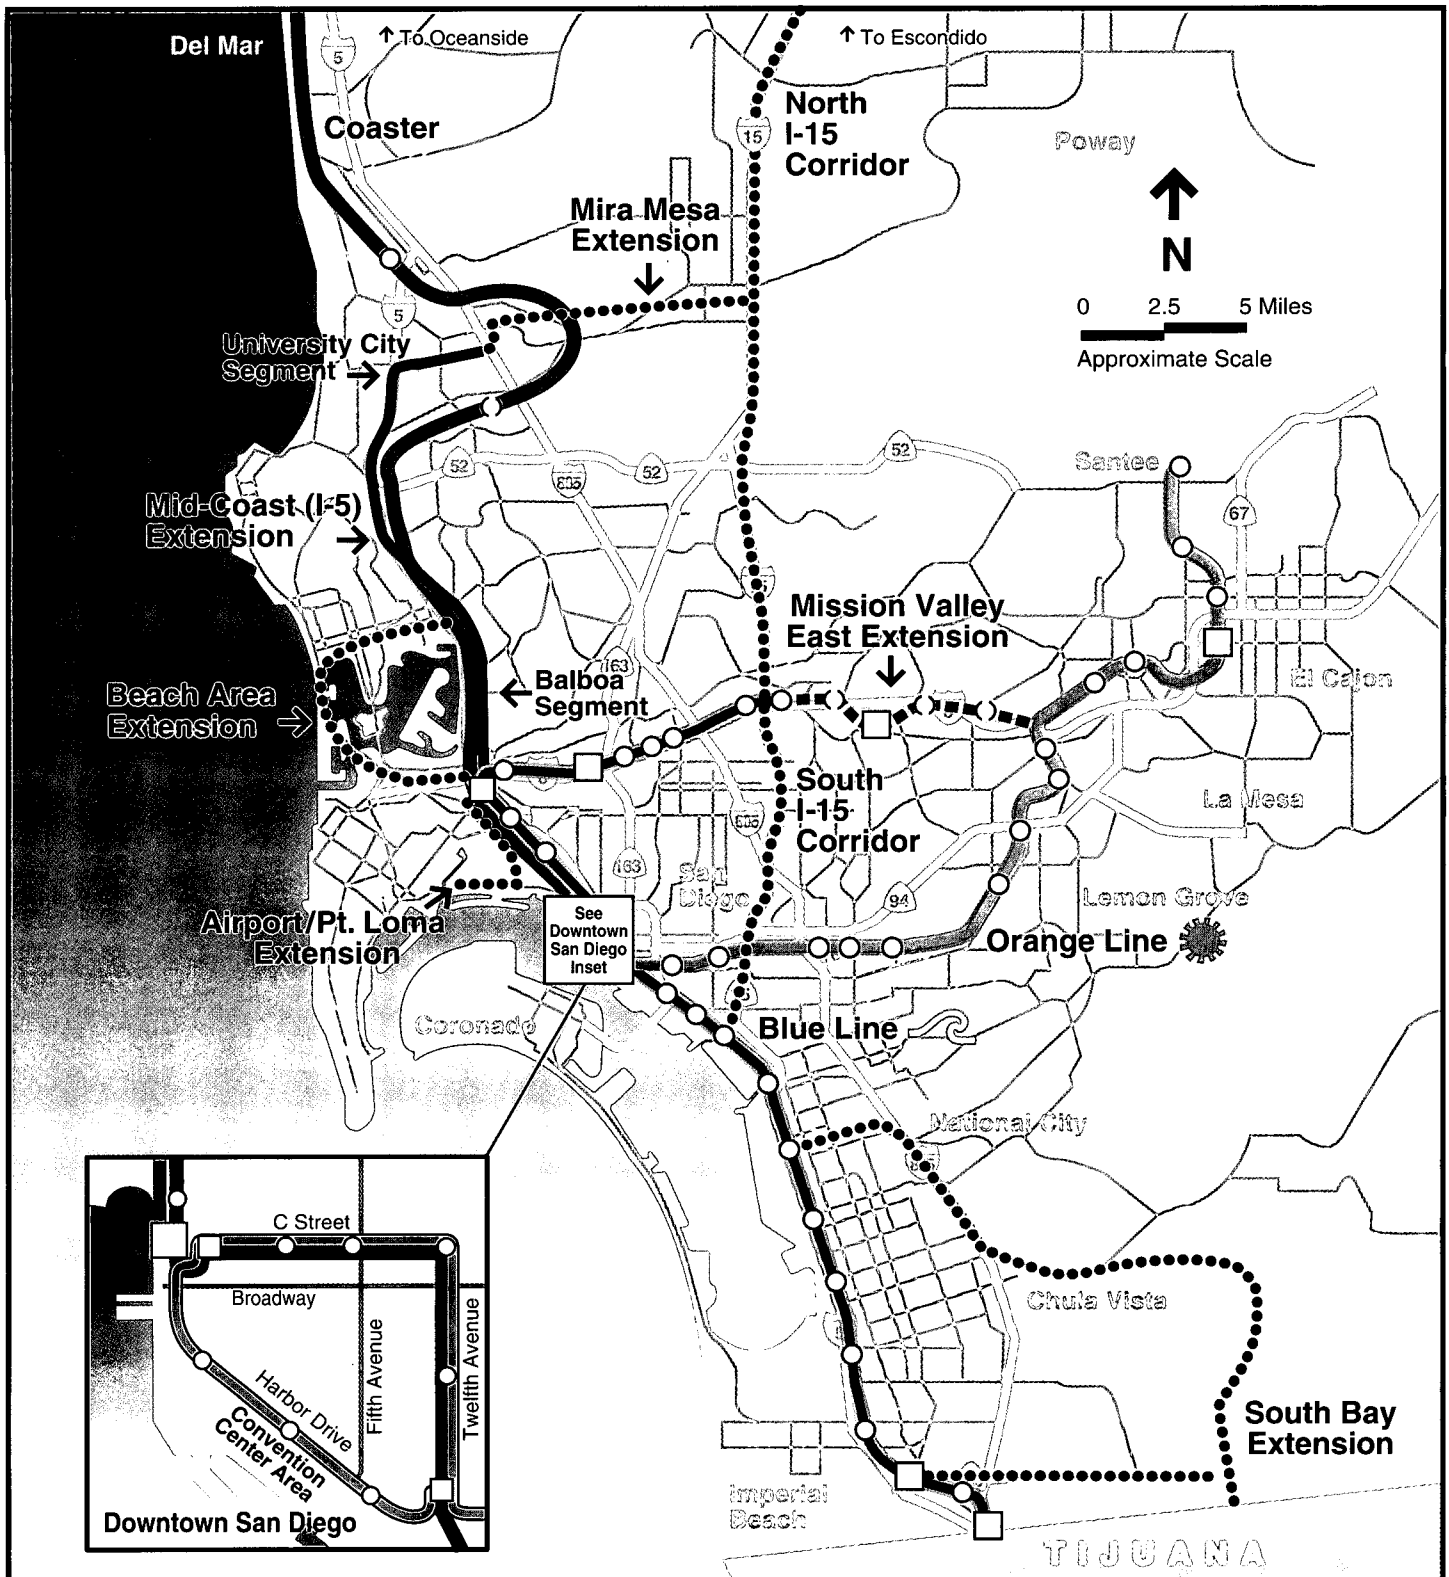 Del Mar
5
↑ To Oceanside
↑ To Escondido
Coaster
North
I-15
Corridor
15
Poway
Mira Mesa
Extension
N
0 2.5 5 Miles
Approximate Scale
5
University City
Segment
52
52
52
805
Santee
67
Mid-Coast (I-5)
Extension
Mission Valley
East Extension
163
Balboa
Segment
El Cajon
Beach Area
Extension
8
South
I-15
Corridor
805
La Mesa
163
San
Diego
94
Lemon Grove
Airport/Pt. Loma
Extension
See
Downtown
San Diego
Inset
Orange Line
Coronado
Blue Line
National City
C Street
Broadway
Fifth Avenue
Twelfth Avenue
Harbor Drive
Convention
Center Area
Downtown San Diego
Chula Vista
South Bay
Extension
Imperial
Beach
TIJUANA